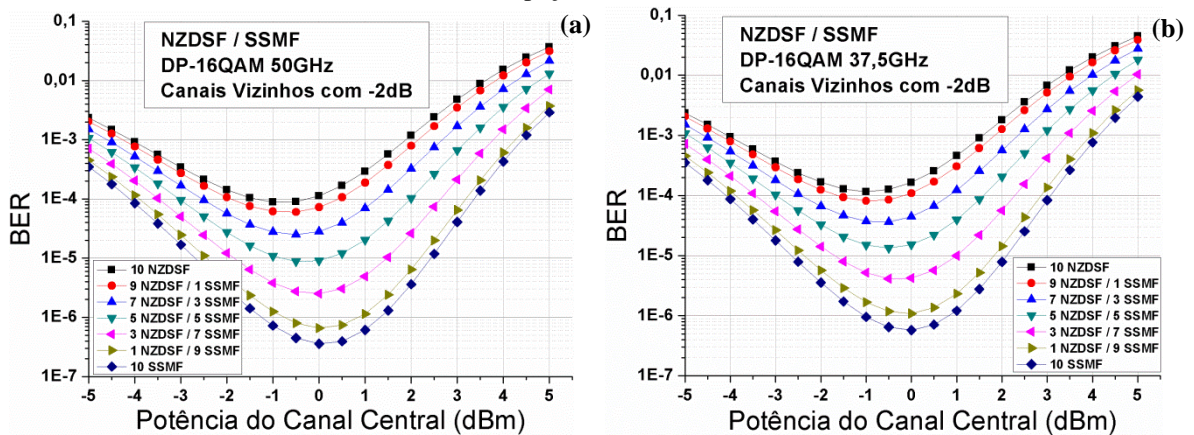 (a)
NZDSF / SSMF
DP-16QAM 50GHz
Canais Vizinhos com -2dB
0,1
0,01
1E-3
1E-4
1E-5
1E-6
1E-7
BER
10 NZDSF
9 NZDSF / 1 SSMF
7 NZDSF / 3 SSMF
5 NZDSF / 5 SSMF
3 NZDSF / 7 SSMF
1 NZDSF / 9 SSMF
10 SSMF
-5 -4 -3 -2 -1 0 1 2 3 4 5
Potência do Canal Central (dBm)
(b)
NZDSF / SSMF
DP-16QAM 37,5GHz
Canais Vizinhos com -2dB
0,1
0,01
1E-3
1E-4
1E-5
1E-6
1E-7
BER
10 NZDSF
9 NZDSF / 1 SSMF
7 NZDSF / 3 SSMF
5 NZDSF / 5 SSMF
3 NZDSF / 7 SSMF
1 NZDSF / 9 SSMF
10 SSMF
-5 -4 -3 -2 -1 0 1 2 3 4 5
Potência do Canal Central (dBm)